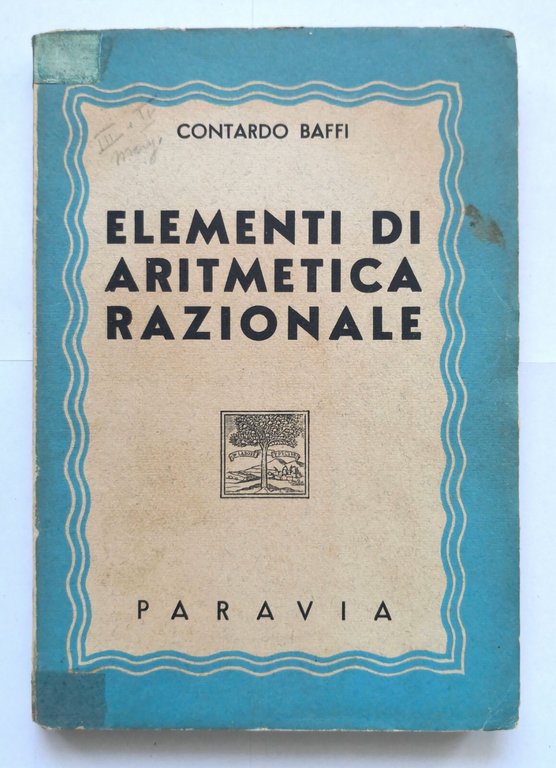 CONTARDO BAFFI
ELEMENTI DI
ARITMETICA
RAZIONALE
PARAVIA